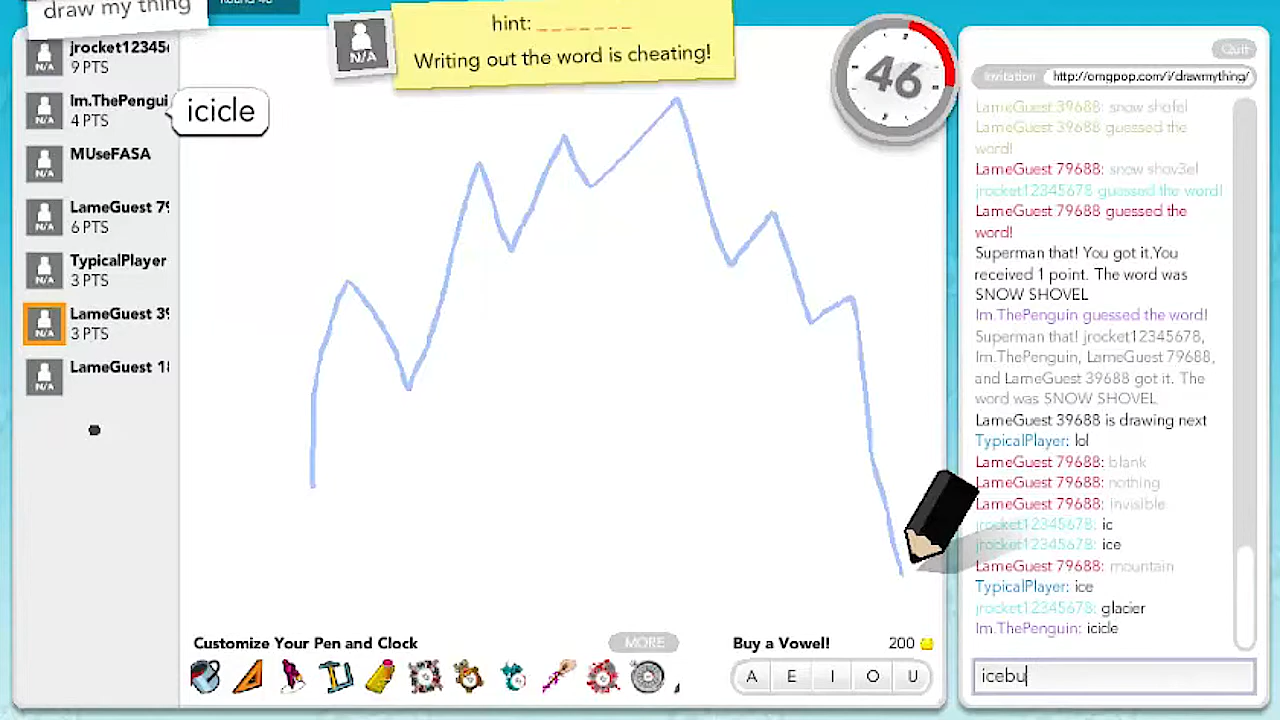 draw my thing
Round 48
hint: _ _ _ _ _ _ _
Writing out the word is cheating!
46
jrocket12345
9 PTS
Im.ThePengui
4 PTS
icicle
MUseFASA
LameGuest 79
6 PTS
TypicalPlayer
3 PTS
LameGuest 39
3 PTS
LameGuest 18
N/A
N/A
N/A
N/A
N/A
N/A
N/A
N/A
Customize Your Pen and Clock
MORE
Buy a Vowel!
200
A E I O U
Quit
Invitation http://omgpop.com/i/drawmything/
LameGuest 39688: snow shofel
LameGuest 39688 guessed the
word!
LameGuest 79688: snow shov3el
jrocket12345678 guessed the word!
LameGuest 79688 guessed the
word!
Superman that! You got it.You
received 1 point. The word was
SNOW SHOVEL
Im.ThePenguin guessed the word!
Superman that! jrocket12345678,
Im.ThePenguin, LameGuest 79688,
and LameGuest 39688 got it. The
word was SNOW SHOVEL
LameGuest 39688 is drawing next
TypicalPlayer: lol
LameGuest 79688: blank
LameGuest 79688: nothing
LameGuest 79688: invisible
jrocket12345678: ic
jrocket12345678: ice
LameGuest 79688: mountain
TypicalPlayer: ice
jrocket12345678: glacier
Im.ThePenguin: icicle
icebu